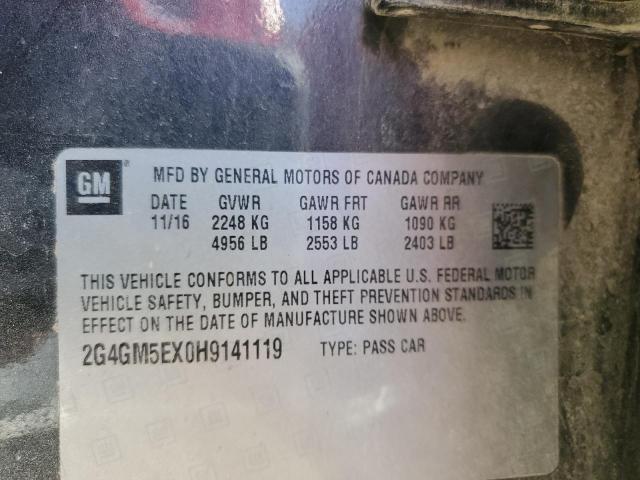 GM
MFD BY GENERAL MOTORS OF CANADA COMPANY
DATE GVWR GAWR FRT GAWR RR
11/16 2248 KG 1158 KG 1090 KG
4956 LB 2553 LB 2403 LB
THIS VEHICLE CONFORMS TO ALL APPLICABLE U.S. FEDERAL MOTOR
VEHICLE SAFETY, BUMPER, AND THEFT PREVENTION STANDARDS IN
EFFECT ON THE DATE OF MANUFACTURE SHOWN ABOVE.
2G4GM5EX0H9141119 TYPE: PASS CAR